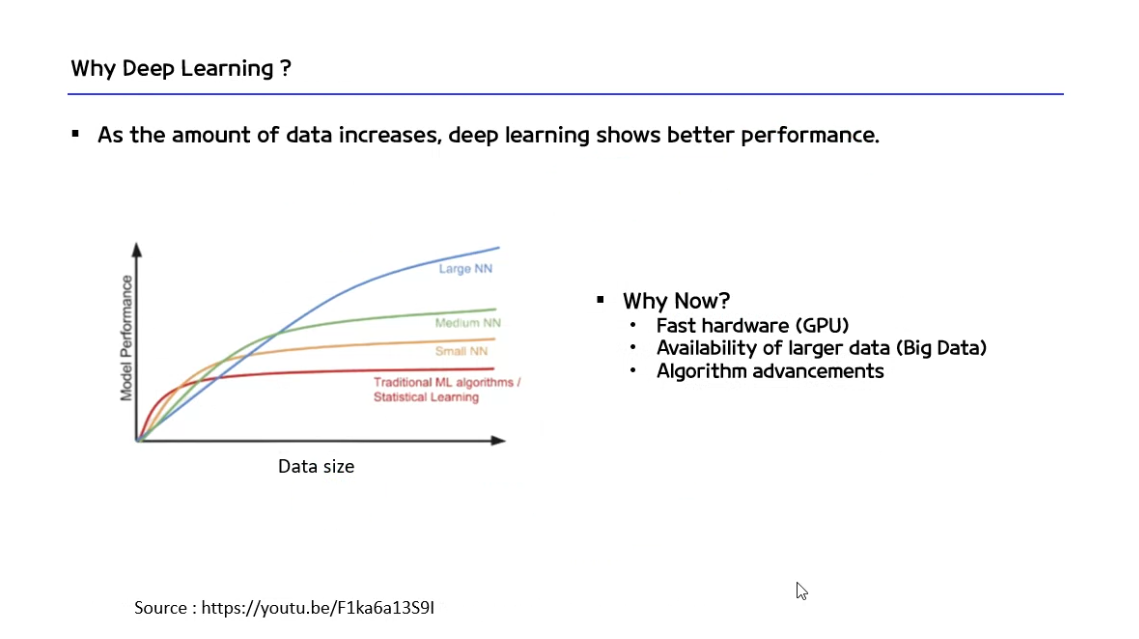 Why Deep Learning ?
▪ As the amount of data increases, deep learning shows better performance.
Model Performance
Large NN
Medium NN
Small NN
Traditional ML algorithms /
Statistical Learning
Data size
▪ Why Now?
• Fast hardware (GPU)
• Availability of larger data (Big Data)
• Algorithm advancements
Source : https://youtu.be/F1ka6a13S9I